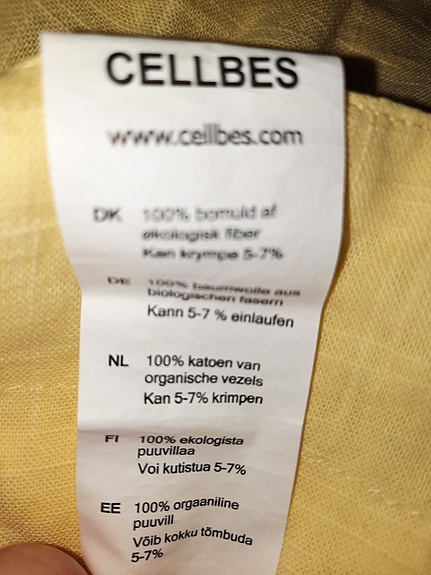 CELLBES
www.cellbes.com
DK 100% bomuld af
økologisk fiber
Kan krympe 5-7%
DE 100% baumwolle aus
biologischen fasern
Kann 5-7 % einlaufen
NL 100% katoen van
organische vezels
Kan 5-7% krimpen
FI 100% ekologista
puuvillaa
Voi kutistua 5-7%
EE 100% orgaaniline
puuvill
Võib kokku tõmbuda
5-7%